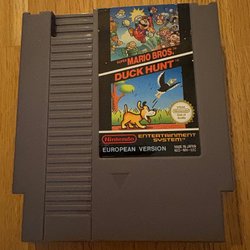 SUPER
MARIO BROS.
DUCK HUNT
Nintendo
ENTERTAINMENT
SYSTEM
EUROPEAN VERSION
MADE IN JAPAN